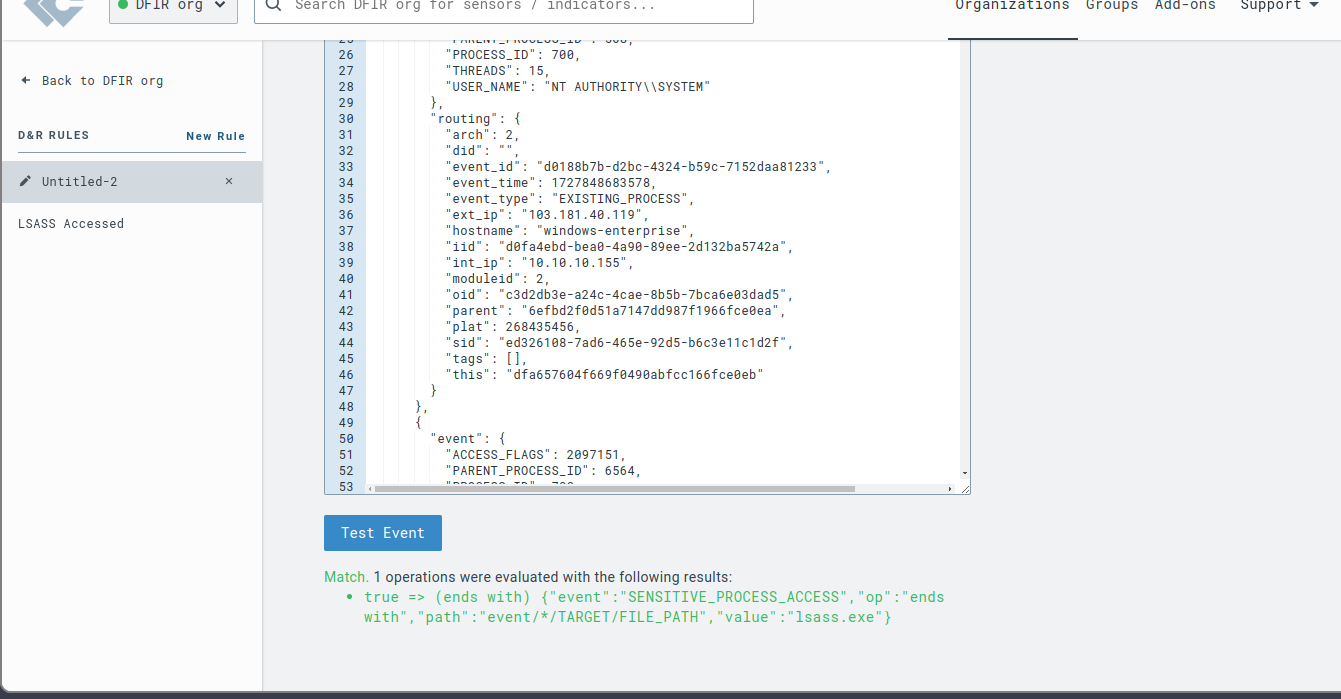 DFIR org
Search DFIR org for sensors / indicators...
Organizations Groups Add-ons Support
Back to DFIR org
D&R RULES New Rule
Untitled-2 ×
LSASS Accessed
26 "PROCESS_ID": 700,
27 "THREADS": 15,
28 "USER_NAME": "NT AUTHORITY\\SYSTEM"
29 },
30 "routing": {
31 "arch": 2,
32 "did": "",
33 "event_id": "d0188b7b-d2bc-4324-b59c-7152daa81233",
34 "event_time": 1727848683578,
35 "event_type": "EXISTING_PROCESS",
36 "ext_ip": "103.181.40.119",
37 "hostname": "windows-enterprise",
38 "iid": "d0fa4ebd-bea0-4a90-89ee-2d132ba5742a",
39 "int_ip": "10.10.10.155",
40 "moduleid": 2,
41 "oid": "c3d2db3e-a24c-4cae-8b5b-7bca6e03dad5",
42 "parent": "6efbd2f0d51a7147dd987f1966fce0ea",
43 "plat": 268435456,
44 "sid": "ed326108-7ad6-465e-92d5-b6c3e11c1d2f",
45 "tags": [],
46 "this": "dfa657604f669f0490abfcc166fce0eb"
47 }
48 },
49 {
50 "event": {
51 "ACCESS_FLAGS": 2097151,
52 "PARENT_PROCESS_ID": 6564,
53
Test Event
Match. 1 operations were evaluated with the following results:
• true => (ends with) {"event":"SENSITIVE_PROCESS_ACCESS","op":"ends
with","path":"event/*/TARGET/FILE_PATH","value":"lsass.exe"}